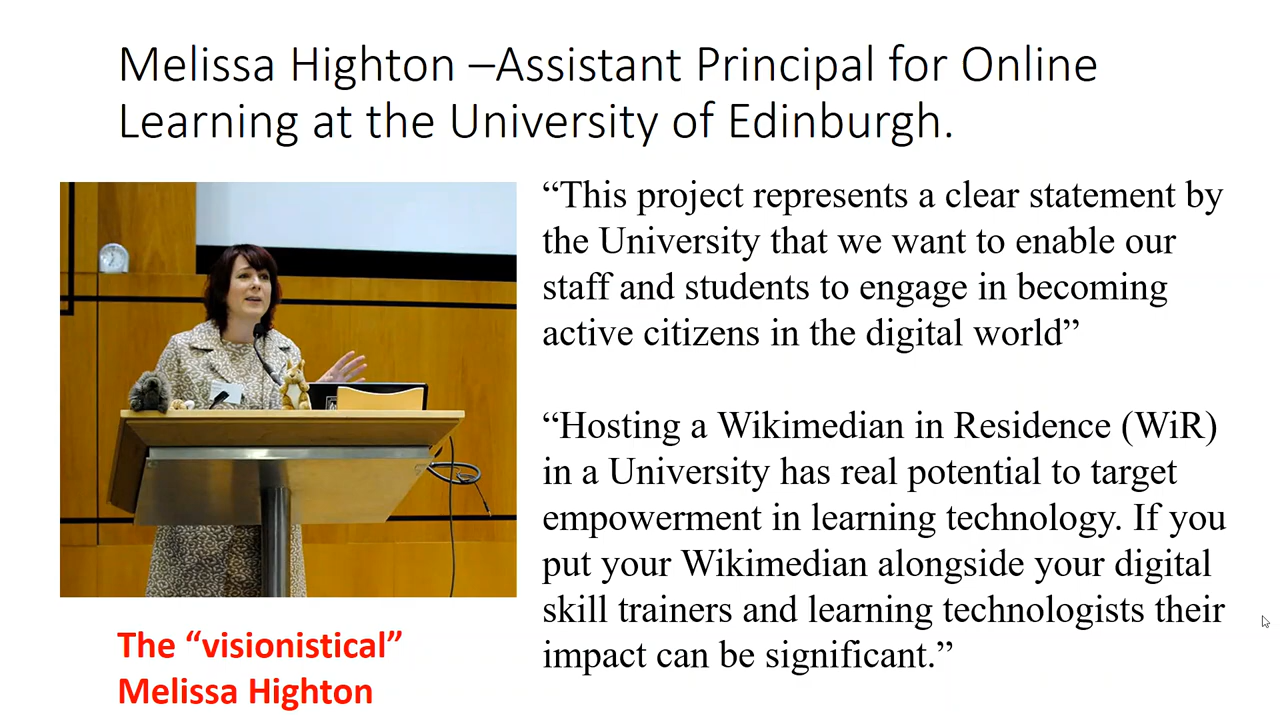 Melissa Highton –Assistant Principal for Online
Learning at the University of Edinburgh.
“This project represents a clear statement by
the University that we want to enable our
staff and students to engage in becoming
active citizens in the digital world”
“Hosting a Wikimedian in Residence (WiR)
in a University has real potential to target
empowerment in learning technology. If you
put your Wikimedian alongside your digital
skill trainers and learning technologists their
impact can be significant.”
The “visionistical”
Melissa Highton